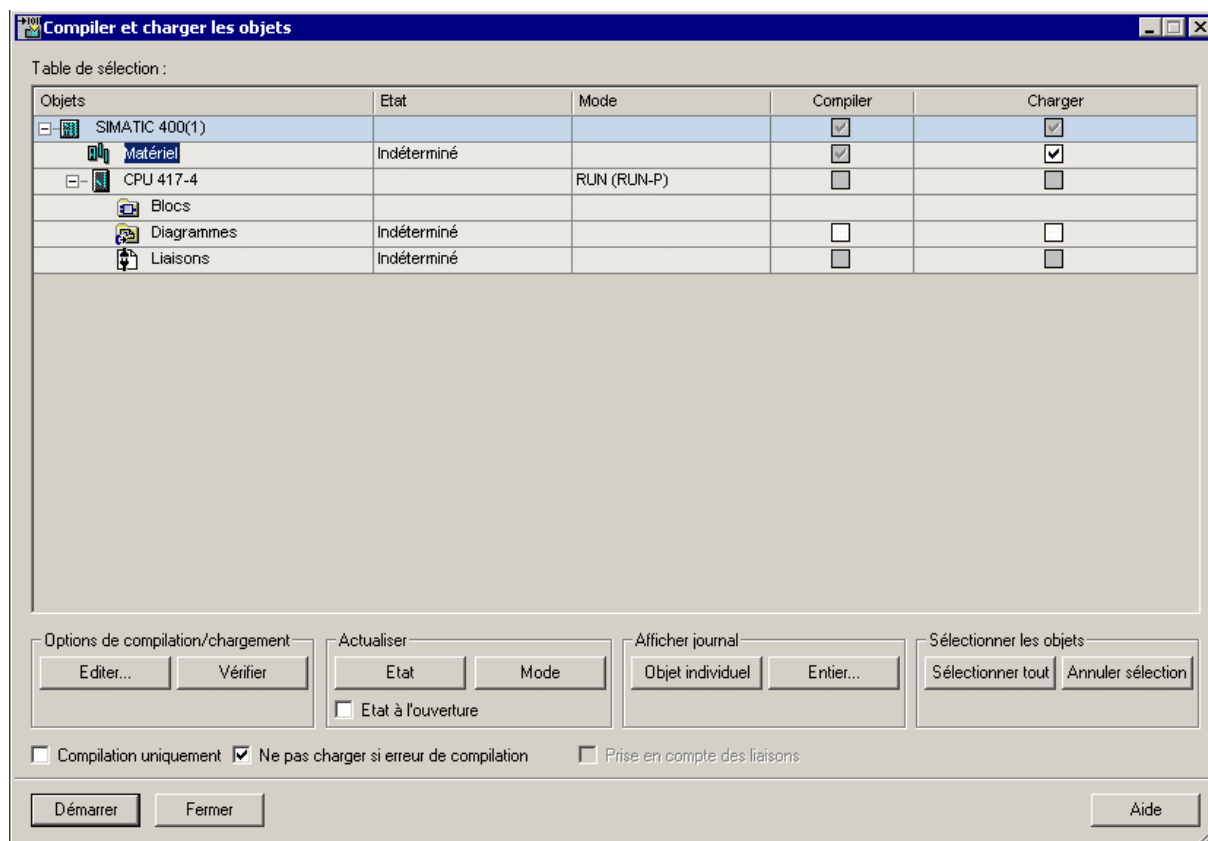 Compiler et charger les objets
Table de sélection :
Objets Etat Mode Compiler Charger
SIMATIC 400(1)
Matériel Indéterminé
CPU 417-4 RUN (RUN-P)
Blocs
Diagrammes Indéterminé
Liaisons Indéterminé
Options de compilation/chargement Actualiser Afficher journal Sélectionner les objets
Editer... Vérifier Etat Mode Objet individuel Entier... Sélectionner tout Annuler sélection
Etat à l'ouverture
Compilation uniquement Ne pas charger si erreur de compilation Prise en compte des liaisons
Démarrer Fermer Aide